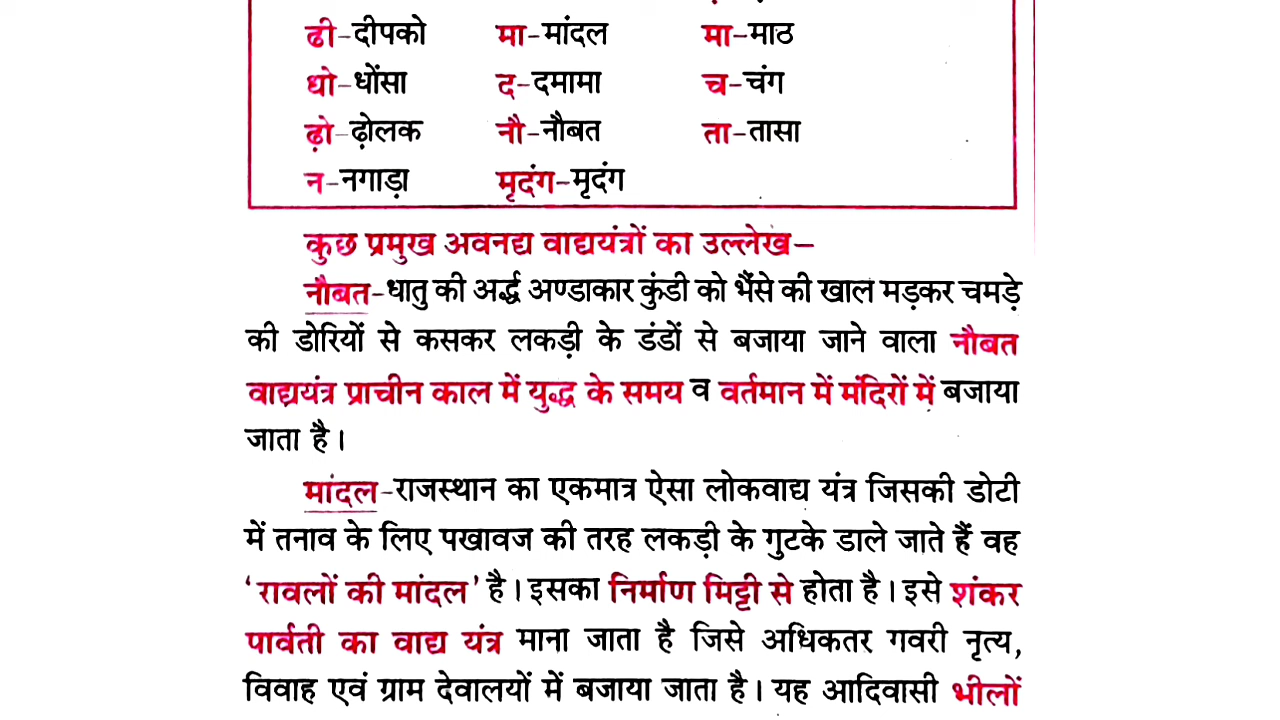 ढी–दीपको मा–मांदल मा–माठ
धो–धोंसा द–दमामा च–चंग
ढ़ो–ढ़ोलक नौ–नौबत ता–तासा
न–नगाड़ा मृदंग–मृदंग
कुछ प्रमुख अवनद्य वाद्ययंत्रों का उल्लेख–
नौबत–धातु की अर्द्ध अण्डाकार कुंडी को भैंसे की खाल मड़कर चमड़े
की डोरियों से कसकर लकड़ी के डंडों से बजाया जाने वाला नौबत
वाद्ययंत्र प्राचीन काल में युद्ध के समय व वर्तमान में मंदिरों में बजाया
जाता है।
मांदल–राजस्थान का एकमात्र ऐसा लोकवाद्य यंत्र जिसकी डोटी
में तनाव के लिए पखावज की तरह लकड़ी के गुटके डाले जाते हैं वह
'रावलों की मांदल' है। इसका निर्माण मिट्टी से होता है। इसे शंकर
पार्वती का वाद्य यंत्र माना जाता है जिसे अधिकतर गवरी नृत्य,
विवाह एवं ग्राम देवालयों में बजाया जाता है। यह आदिवासी भीलों